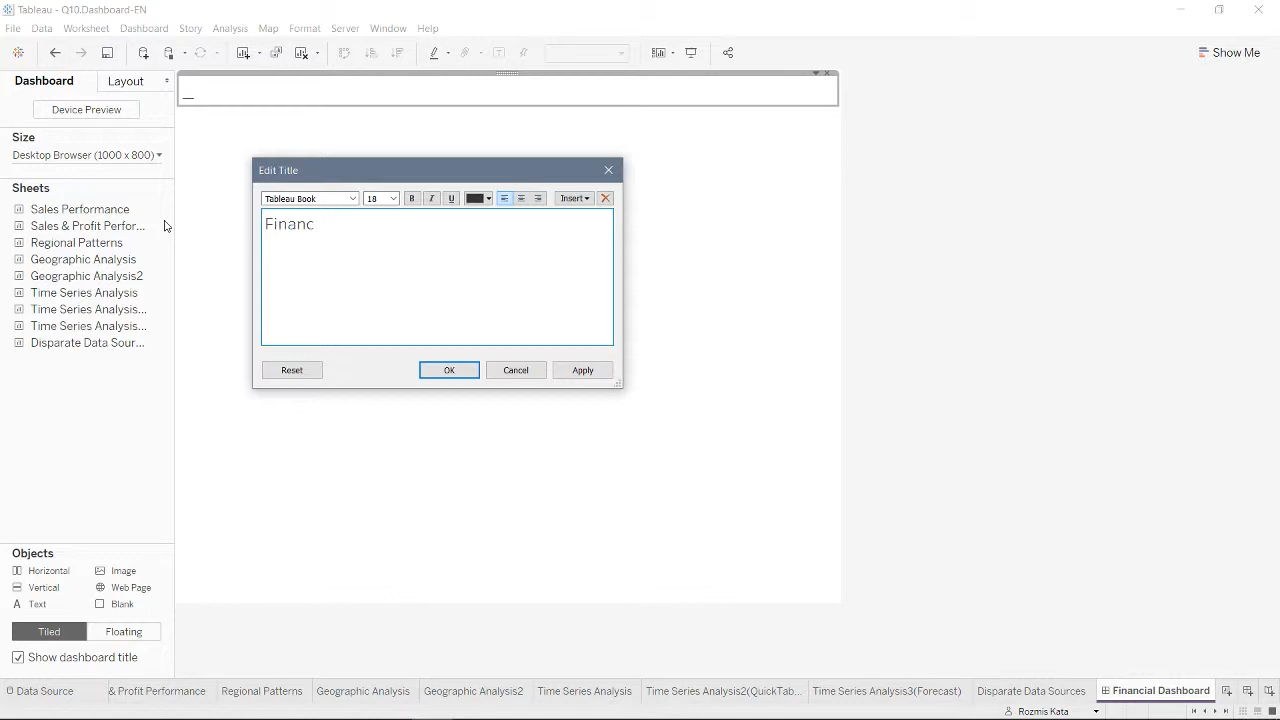 Tableau - Q10.Dashboard-EN
File Data Worksheet Dashboard Story Analysis Map Format Server Window Help
Show Me
Dashboard Layout
Device Preview
Size
Desktop Browser (1000 x 800)
Sheets
Sales Performance
Sales & Profit Perfor...
Regional Patterns
Geographic Analysis
Geographic Analysis2
Time Series Analysis
Time Series Analysis...
Time Series Analysis...
Disparate Data Sour...
Edit Title
Tableau Book 18 B I U Insert
Financ
Reset OK Cancel Apply
Objects
Horizontal Image
Vertical Web Page
A Text Blank
Tiled Floating
Show dashboard title
Data Source & Profit Performance Regional Patterns Geographic Analysis Geographic Analysis2 Time Series Analysis Time Series Analysis2(QuickTab... Time Series Analysis3(Forecast) Disparate Data Sources Financial Dashboard
Rozmis Kata